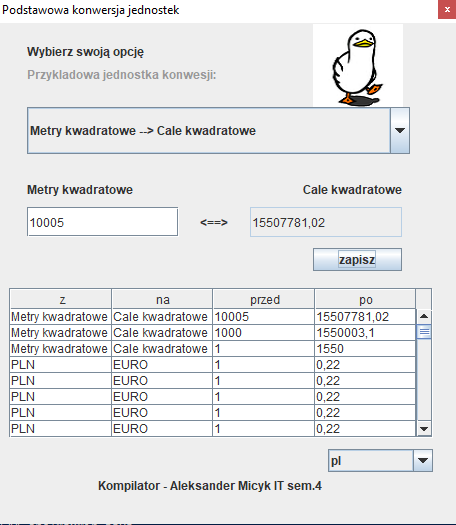 Podstawowa konwersja jednostek
x
Wybierz swoją opcję
Przykladowa jednostka konwesji:
Metry kwadratowe --> Cale kwadratowe
Metry kwadratowe Cale kwadratowe
10005 <==> 15507781,02
zapisz
z na przed po
Metry kwadratowe Cale kwadratowe 10005 15507781,02
Metry kwadratowe Cale kwadratowe 1000 1550003,1
Metry kwadratowe Cale kwadratowe 1 1550
PLN EURO 1 0,22
PLN EURO 1 0,22
PLN EURO 1 0,22
PLN EURO 1 0,22
PLN EURO 1 0,22
pl
Kompilator - Aleksander Micyk IT sem.4